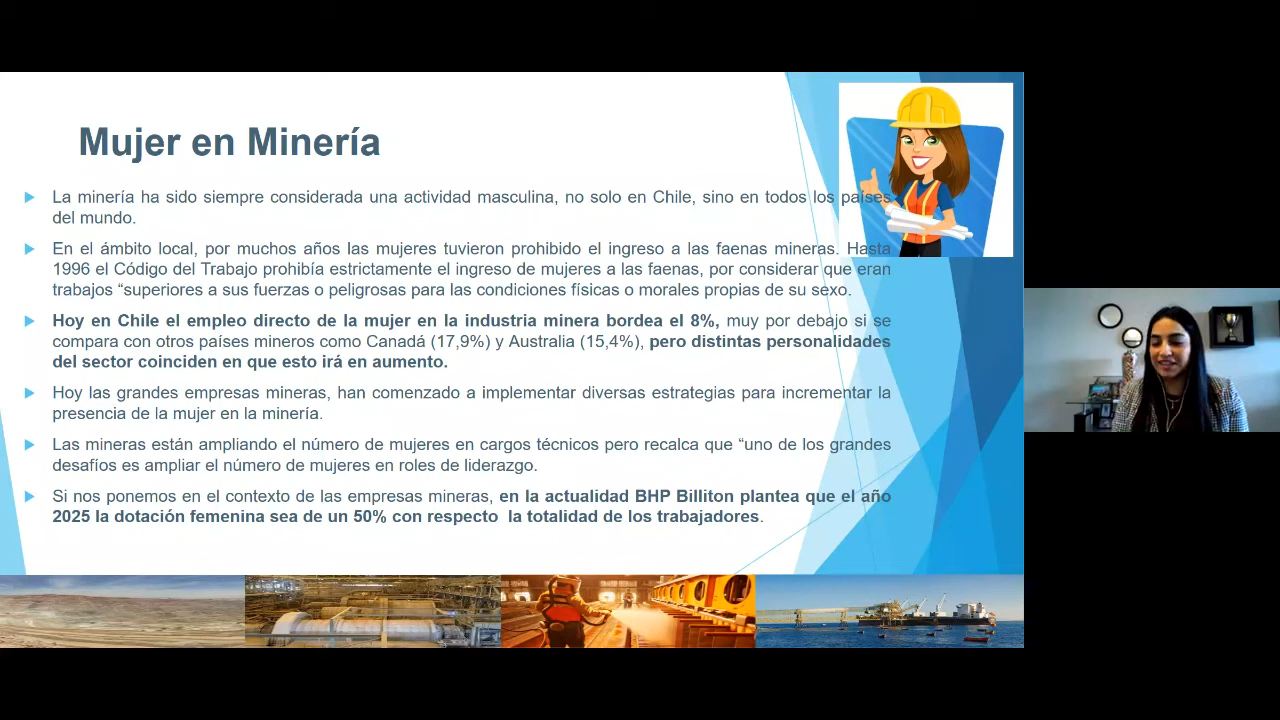 Mujer en Minería
La minería ha sido siempre considerada una actividad masculina, no solo en Chile, sino en todos los países
del mundo.
En el ámbito local, por muchos años las mujeres tuvieron prohibido el ingreso a las faenas mineras. Hasta
1996 el Código del Trabajo prohibía estrictamente el ingreso de mujeres a las faenas, por considerar que eran
trabajos “superiores a sus fuerzas o peligrosas para las condiciones físicas o morales propias de su sexo.
Hoy en Chile el empleo directo de la mujer en la industria minera bordea el 8%, muy por debajo si se
compara con otros países mineros como Canadá (17,9%) y Australia (15,4%), pero distintas personalidades
del sector coinciden en que esto irá en aumento.
Hoy las grandes empresas mineras, han comenzado a implementar diversas estrategias para incrementar la
presencia de la mujer en la minería.
Las mineras están ampliando el número de mujeres en cargos técnicos pero recalca que “uno de los grandes
desafíos es ampliar el número de mujeres en roles de liderazgo.
Si nos ponemos en el contexto de las empresas mineras, en la actualidad BHP Billiton plantea que el año
2025 la dotación femenina sea de un 50% con respecto la totalidad de los trabajadores.